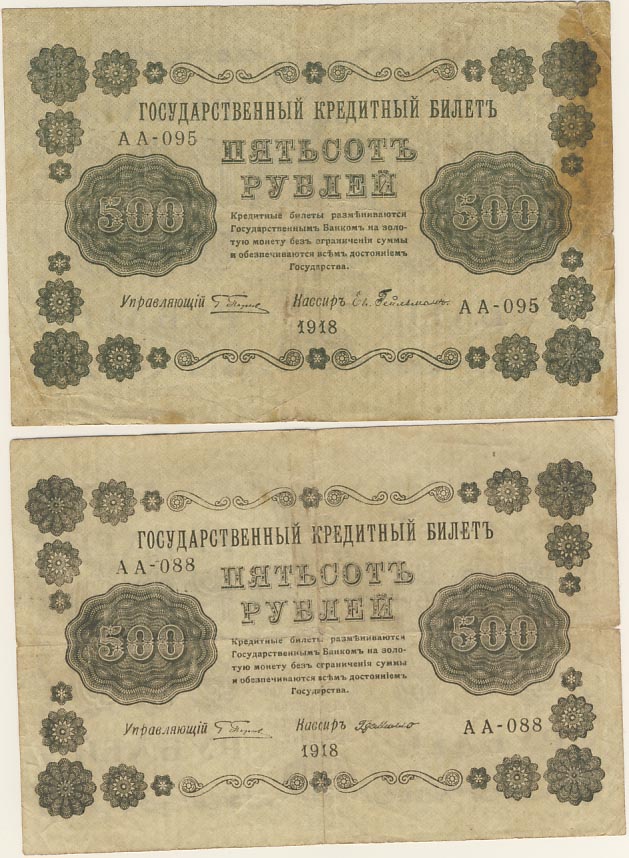 ГОСУДАРСТВЕННЫЙ КРЕДИТНЫЙ БИЛЕТЪ
АА-095
ПЯТЬСОТЪ
РУБЛЕЙ
500
500
Кредитные билеты размѣниваются
Государственнымъ Банкомъ на золо-
тую монету безъ ограниченія суммы
и обезпечиваются всѣмъ достояніемъ
Государства.
Управляющій
Кассиръ
АА-095
1918
ГОСУДАРСТВЕННЫЙ КРЕДИТНЫЙ БИЛЕТЪ
АА-088
ПЯТЬСОТЪ
РУБЛЕЙ
500
500
Кредитные билеты размѣниваются
Государственнымъ Банкомъ на золо-
тую монету безъ ограниченія суммы
и обезпечиваются всѣмъ достояніемъ
Государства.
Управляющій
Кассиръ
АА-088
1918